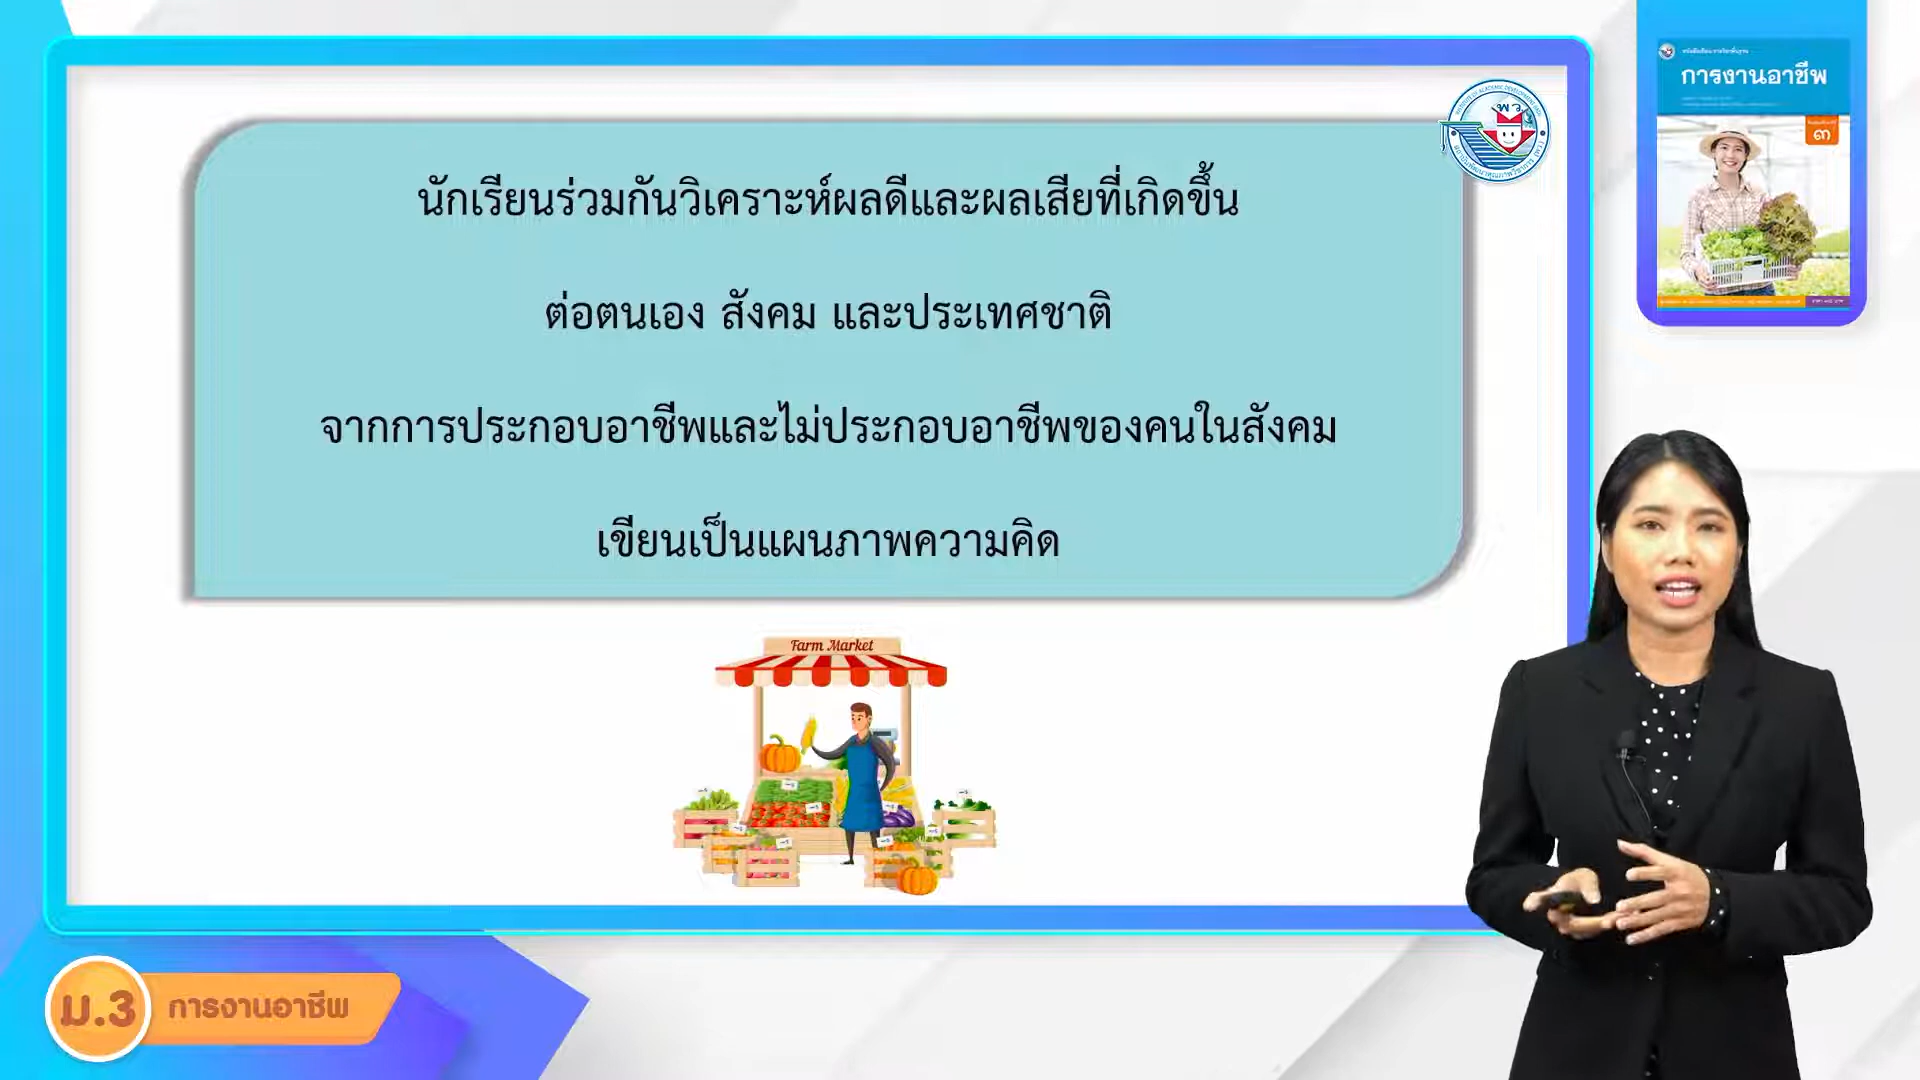 นักเรียนร่วมกันวิเคราะห์ผลดีและผลเสียที่เกิดขึ้น
ต่อตนเอง สังคม และประเทศชาติ
จากการประกอบอาชีพและไม่ประกอบอาชีพของคนในสังคม
เขียนเป็นแผนภาพความคิด
Farm Market
พว.
การงานอาชีพ
๓
ม.3
การงานอาชีพ